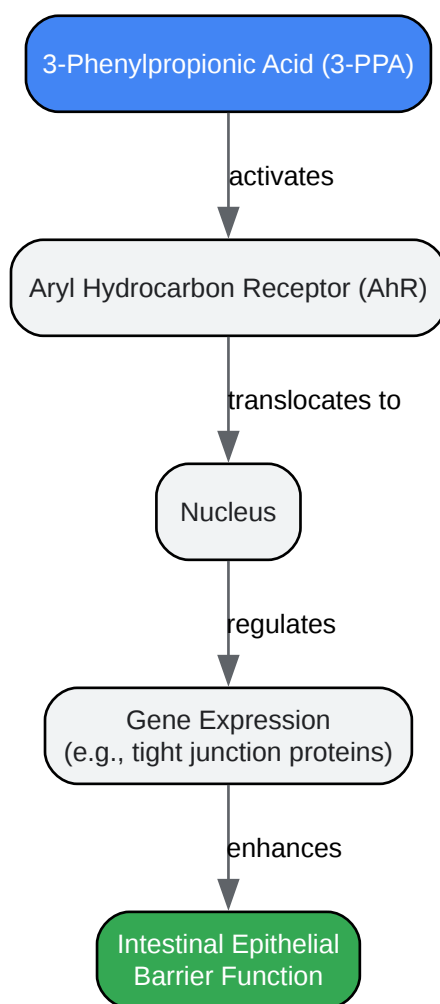 3-Phenylpropionic Acid (3-PPA)
activates
Aryl Hydrocarbon Receptor (AhR)
translocates to
Nucleus
regulates
Gene Expression
(e.g., tight junction proteins)
enhances
Intestinal Epithelial
Barrier Function